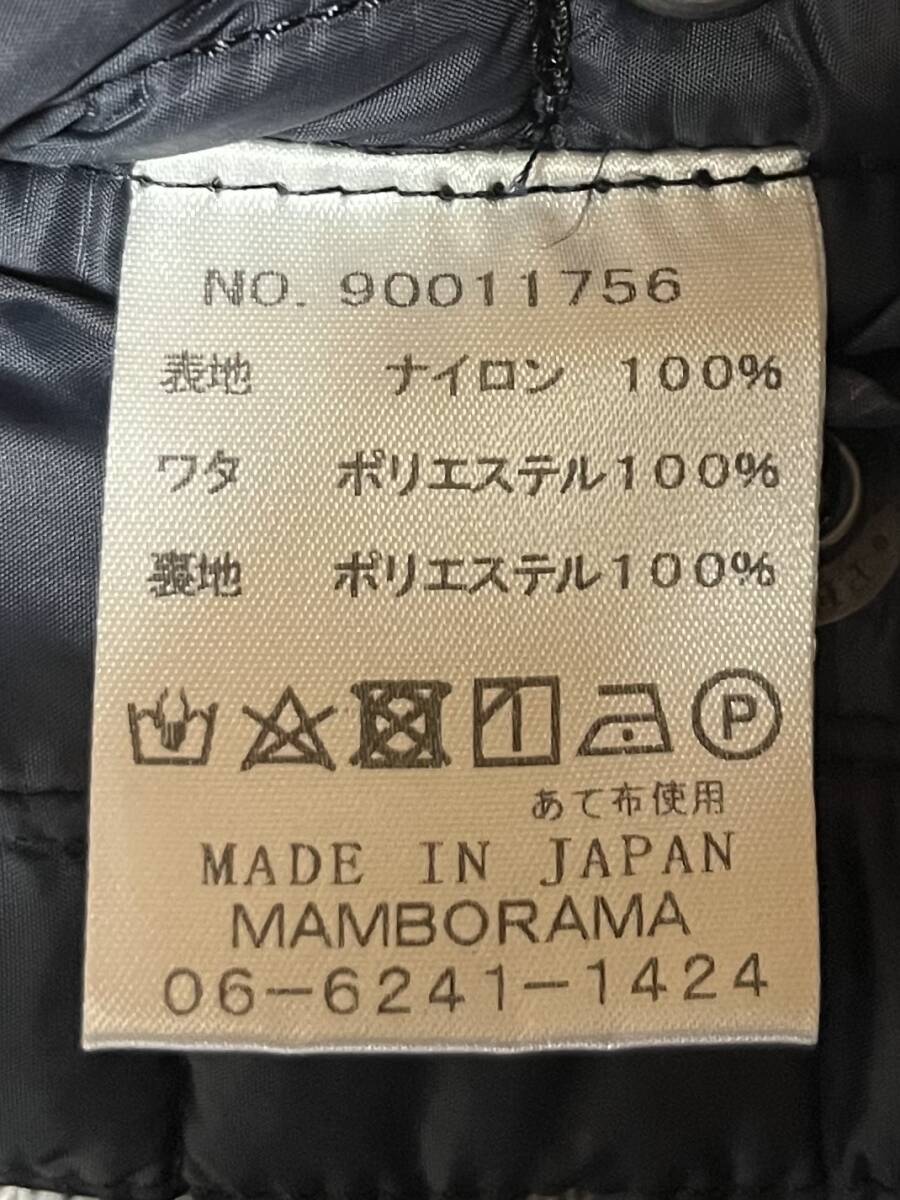 NO. 90011756
表地 ナイロン 100%
ワタ ポリエステル100%
裏地 ポリエステル100%
P
あて布使用
MADE IN JAPAN
MAMBORAMA
06-6241-1424